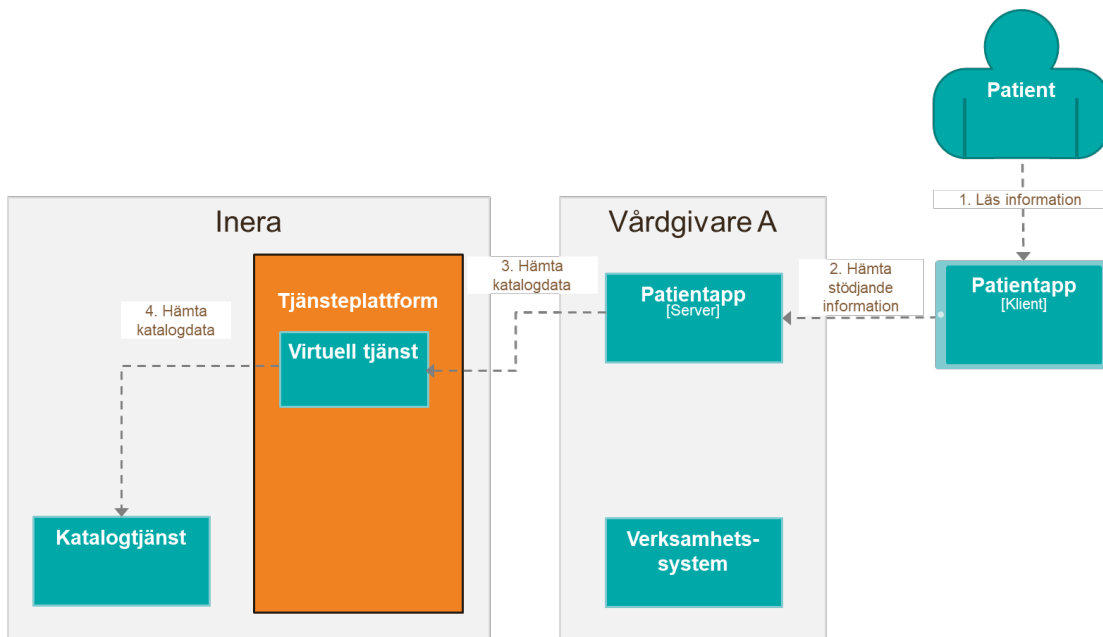 Patient
1. Läs information
Inera
Vårdgivare A
3. Hämta
katalogdata
2. Hämta
stödjande
information
Tjänsteplattform
Patientapp
[Server]
Patientapp
[Klient]
4. Hämta
katalogdata
Virtuell tjänst
Katalogtjänst
Verksamhets-
system